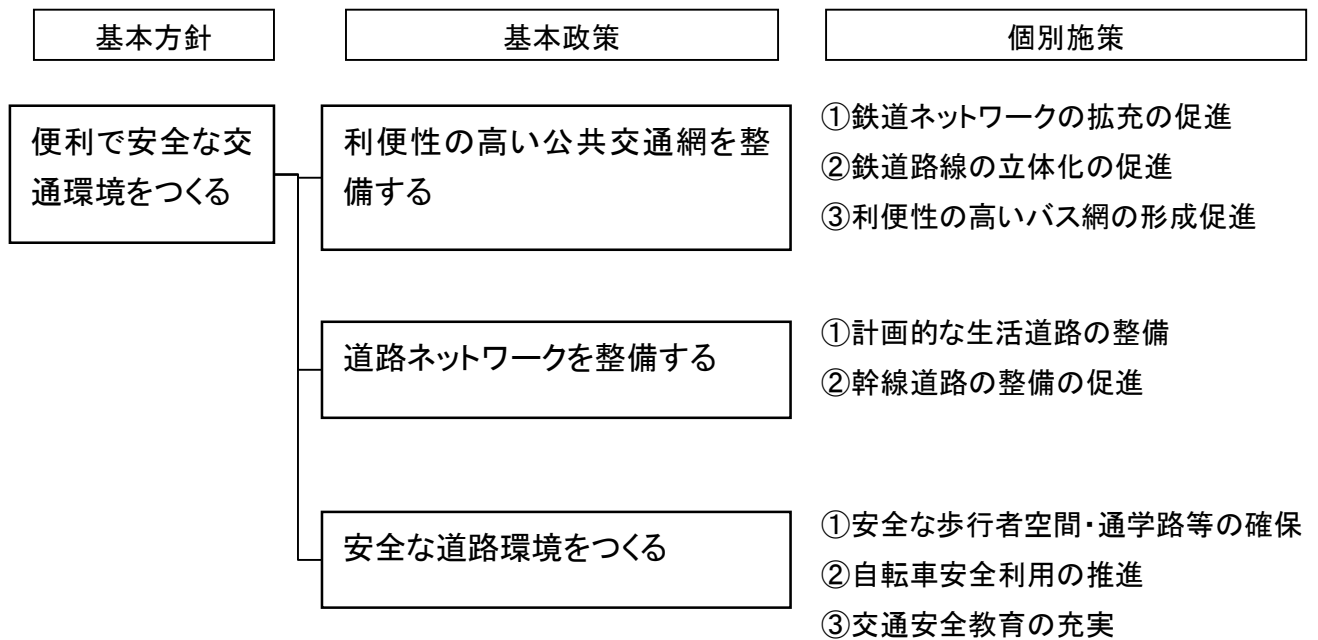 基本方針
基本政策
個別施策
便利で安全な交
通環境をつくる
利便性の高い公共交通網を整
備する
①鉄道ネットワークの拡充の促進
②鉄道路線の立体化の促進
③利便性の高いバス網の形成促進
道路ネットワークを整備する
①計画的な生活道路の整備
②幹線道路の整備の促進
安全な道路環境をつくる
①安全な歩行者空間・通学路等の確保
②自転車安全利用の推進
③交通安全教育の充実